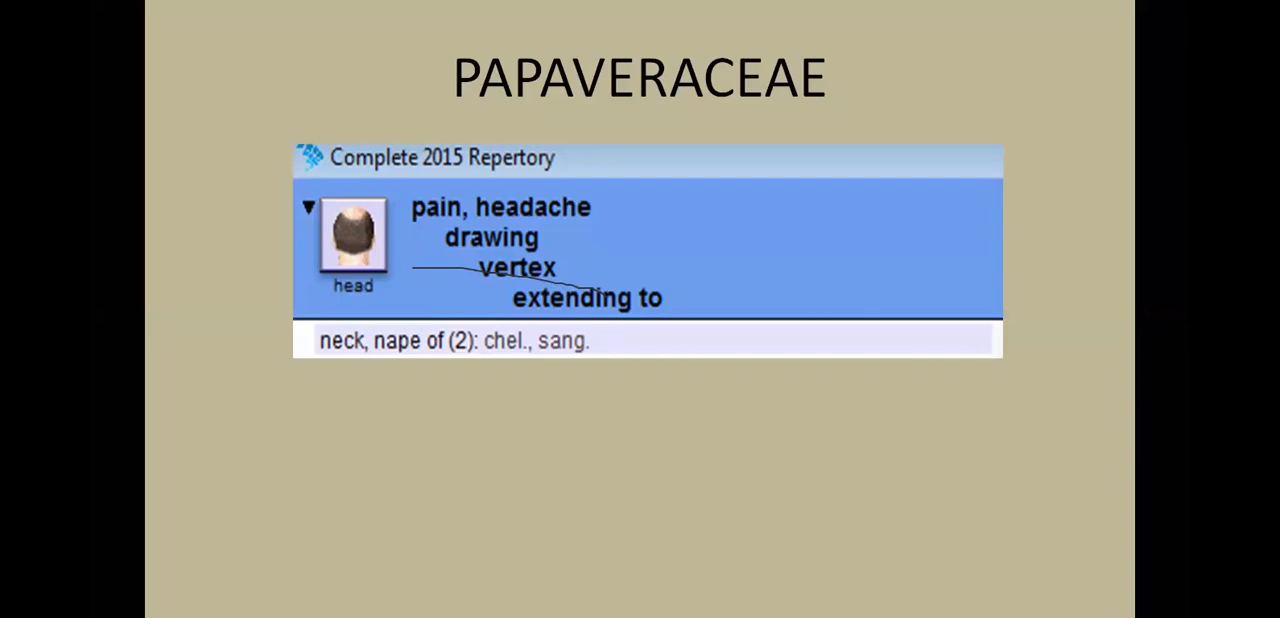 PAPAVERACEAE
Complete 2015 Repertory
pain, headache
drawing
vertex
extending to
head
neck, nape of (2): chel., sang.